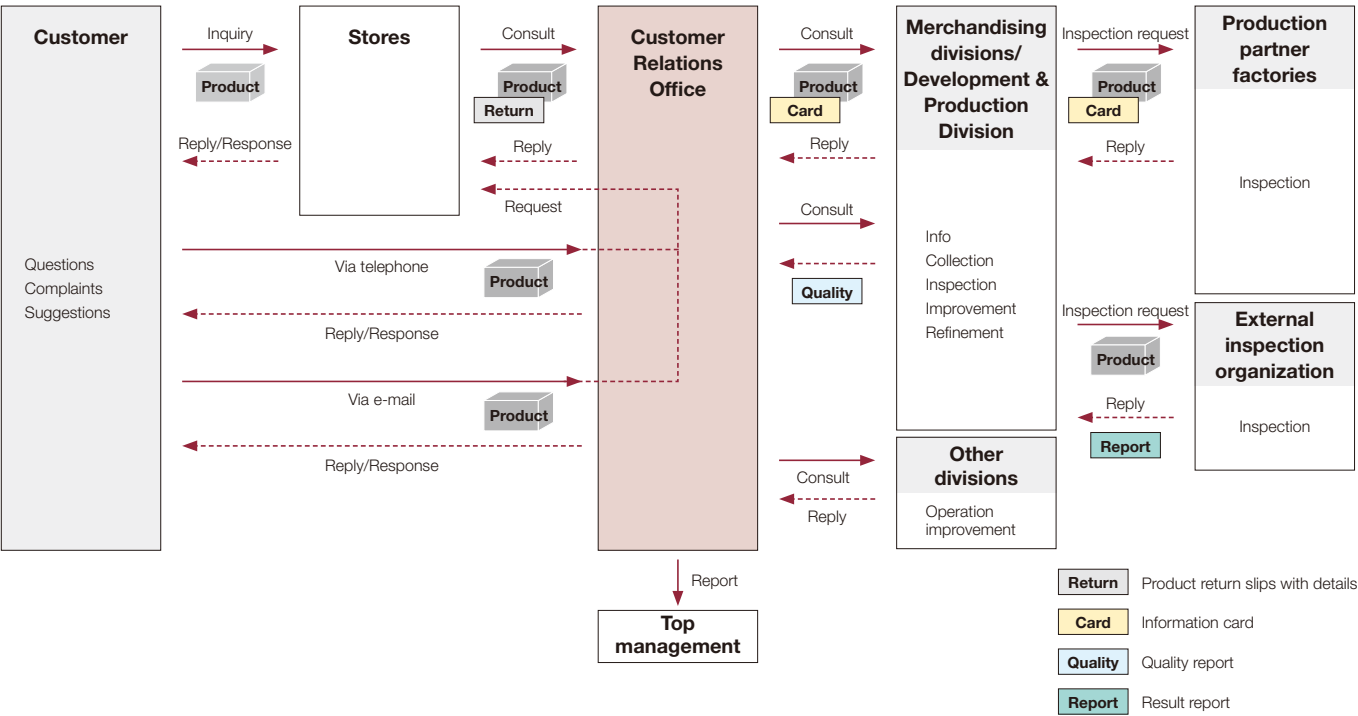 Customer
Questions
Complaints
Suggestions
Inquiry
Product
Reply/Response
Stores
Consult
Product
Return
Reply
Request
Via telephone
Product
Reply/Response
Via e-mail
Product
Reply/Response
Customer
Relations
Office
Report
Top
management
Consult
Product
Card
Reply
Consult
Quality
Consult
Reply
Merchandising
divisions/
Development &
Production
Division
Info
Collection
Inspection
Improvement
Refinement
Other
divisions
Operation
improvement
Inspection request
Product
Card
Reply
Inspection request
Product
Reply
Report
Production
partner
factories
Inspection
External
inspection
organization
Inspection
Return Product return slips with details
Card Information card
Quality Quality report
Report Result report